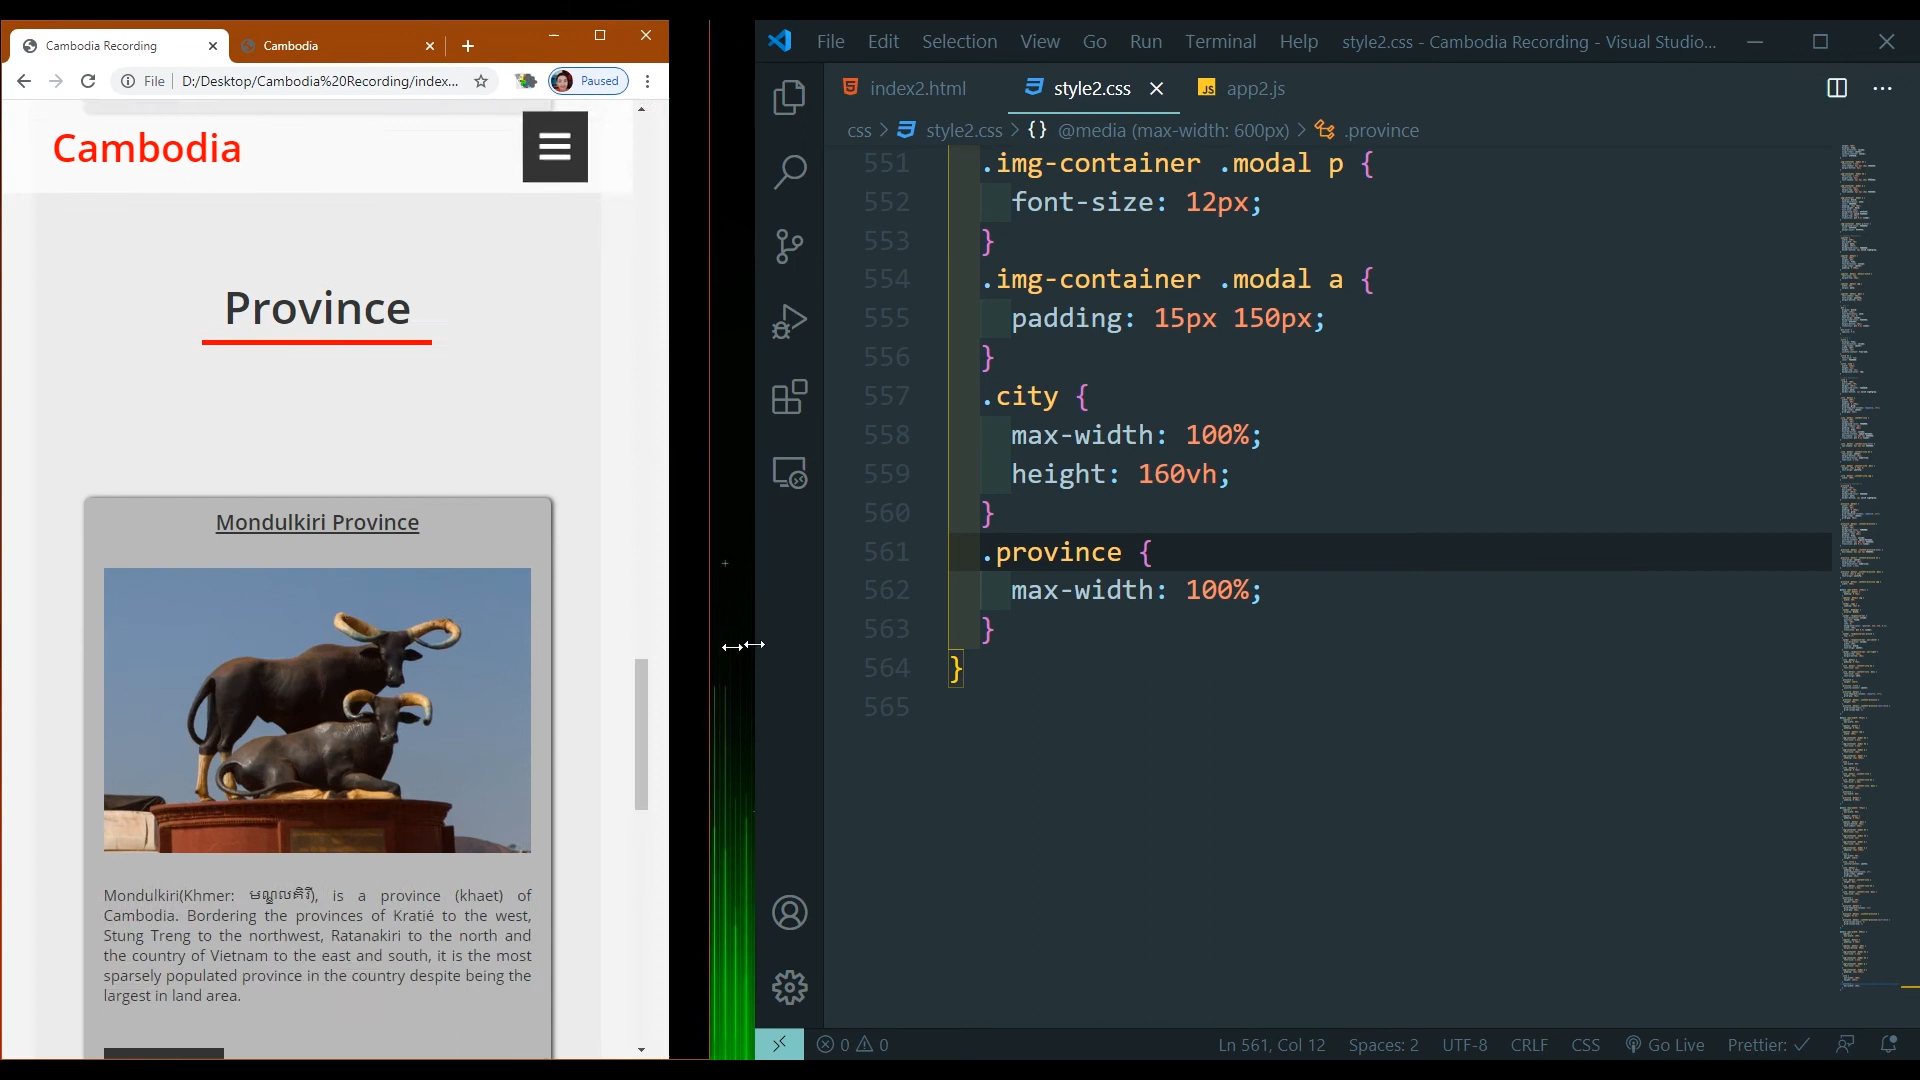 Cambodia Recording
Cambodia
File
D:/Desktop/Cambodia%20Recording/index...
Paused
Cambodia
Province
Mondulkiri Province
Mondulkiri(Khmer: មណ្ឌលគិរី), is a province (khaet) of
Cambodia. Bordering the provinces of Kratié to the west,
Stung Treng to the northwest, Ratanakiri to the north and
the country of Vietnam to the east and south, it is the most
sparsely populated province in the country despite being the
largest in land area.
File Edit Selection View Go Run Terminal Help style2.css - Cambodia Recording - Visual Studio...
index2.html style2.css JS app2.js
css > style2.css > {} @media (max-width: 600px) > .province
551 .img-container .modal p {
552 font-size: 12px;
553 }
554 .img-container .modal a {
555 padding: 15px 150px;
556 }
557 .city {
558 max-width: 100%;
559 height: 160vh;
560 }
561 .province {
562 max-width: 100%;
563 }
564 }
565
0 0 Ln 561, Col 12 Spaces: 2 UTF-8 CRLF CSS Go Live Prettier: ✓